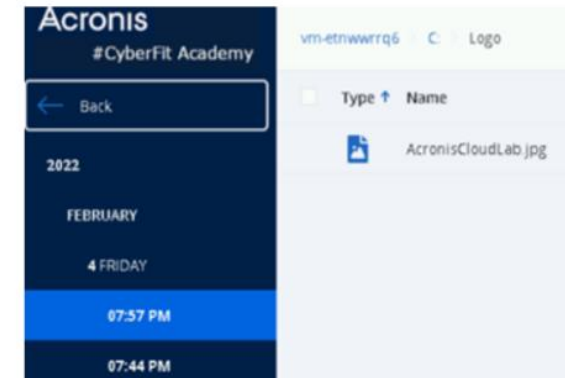 Acronis
#CyberFit Academy
← Back
2022
FEBRUARY
4 FRIDAY
07:57 PM
07:44 PM
vm-etnwwrrq6 C: Logo
Type ↑ Name
AcronisCloudLab.jpg